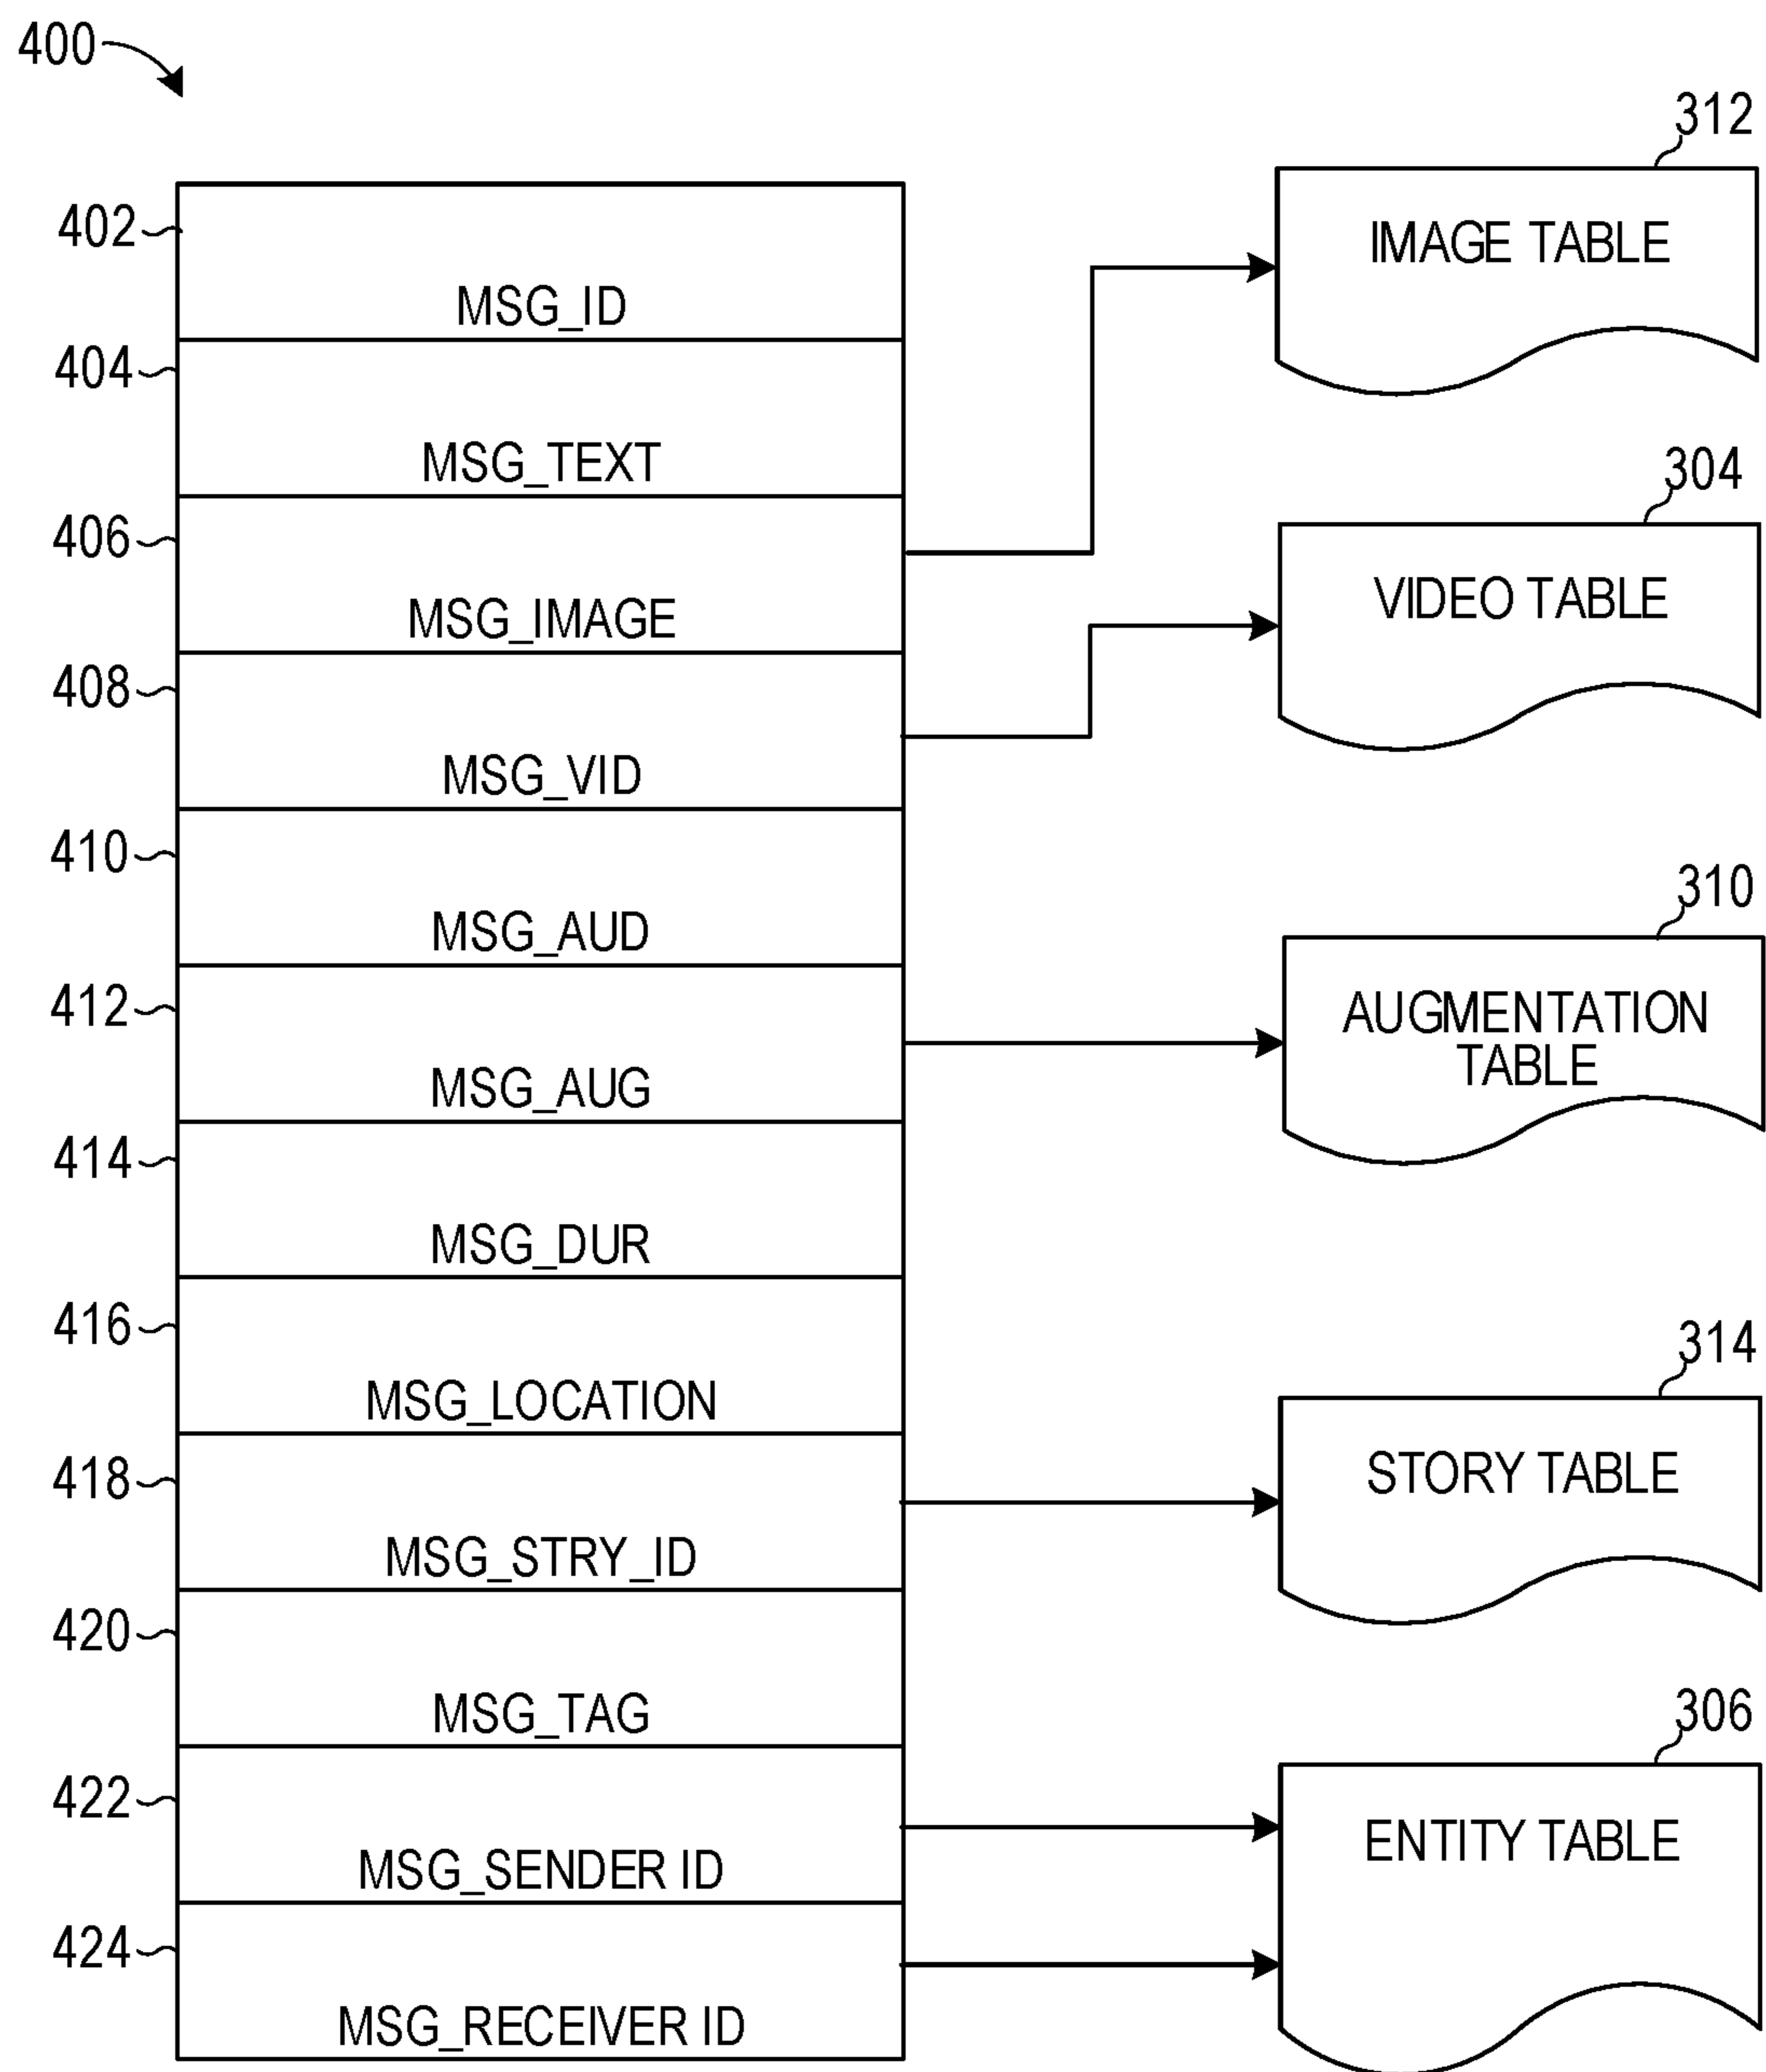 400
402
MSG_ID
404
MSG_TEXT
406
MSG_IMAGE
408
MSG_VID
410
MSG_AUD
412
MSG_AUG
414
MSG_DUR
416
MSG_LOCATION
418
MSG_STRY_ID
420
MSG_TAG
422
MSG_SENDER ID
424
MSG_RECEIVER ID
312
IMAGE TABLE
304
VIDEO TABLE
310
AUGMENTATION
TABLE
314
STORY TABLE
306
ENTITY TABLE